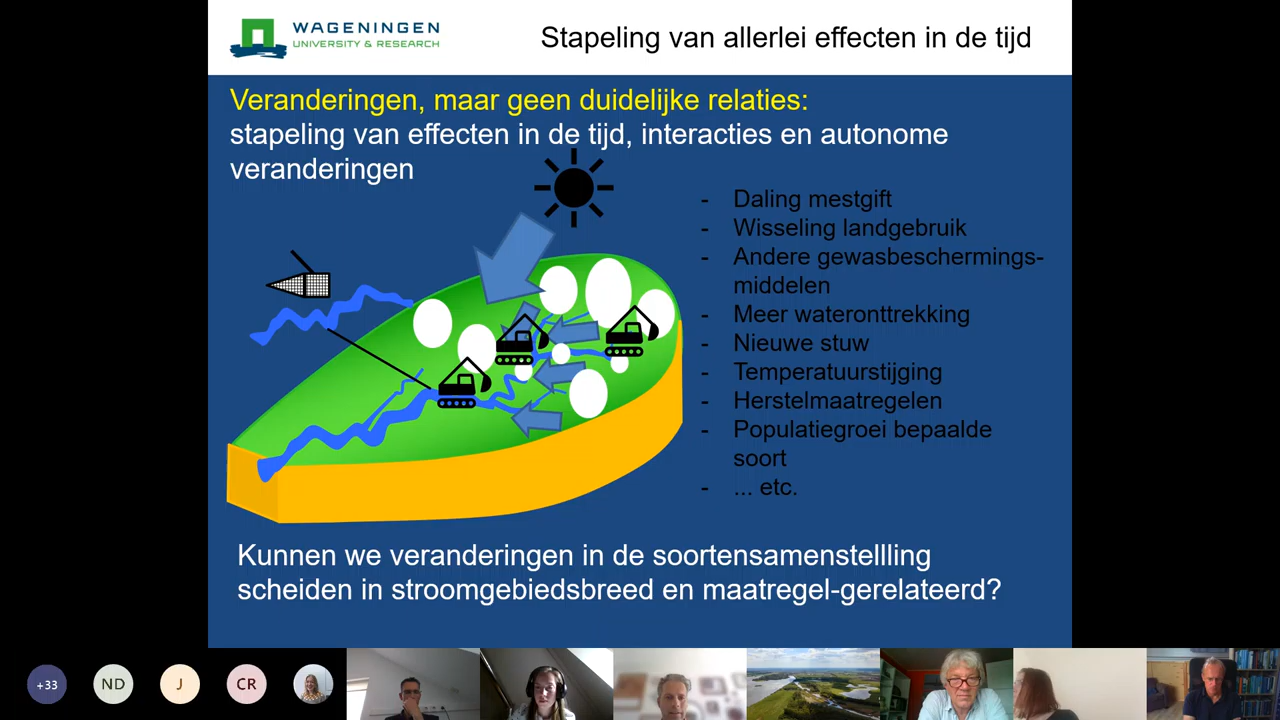 WAGENINGEN
UNIVERSITY & RESEARCH
Stapeling van allerlei effecten in de tijd
Veranderingen, maar geen duidelijke relaties:
stapeling van effecten in de tijd, interacties en autonome
veranderingen
- Daling mestgift
- Wisseling landgebruik
- Andere gewasbeschermings-
middelen
- Meer wateronttrekking
- Nieuwe stuw
- Temperatuurstijging
- Herstelmaatregelen
- Populatiegroei bepaalde
soort
- ... etc.
Kunnen we veranderingen in de soortensamenstellling
scheiden in stroomgebiedsbreed en maatregel-gerelateerd?
+33
ND
J
CR